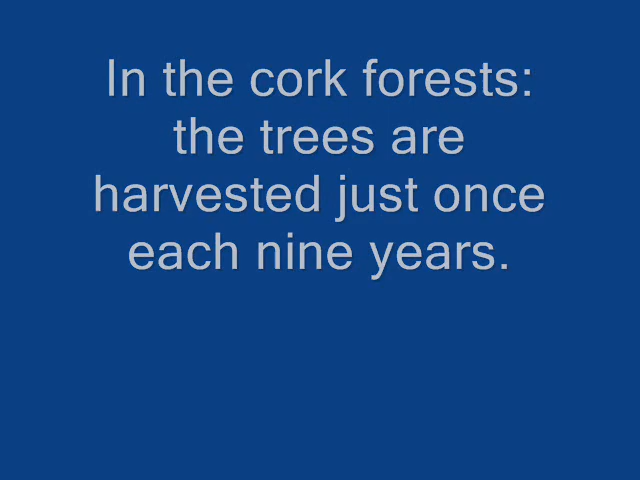 In the cork forests:
the trees are
harvested just once
each nine years.